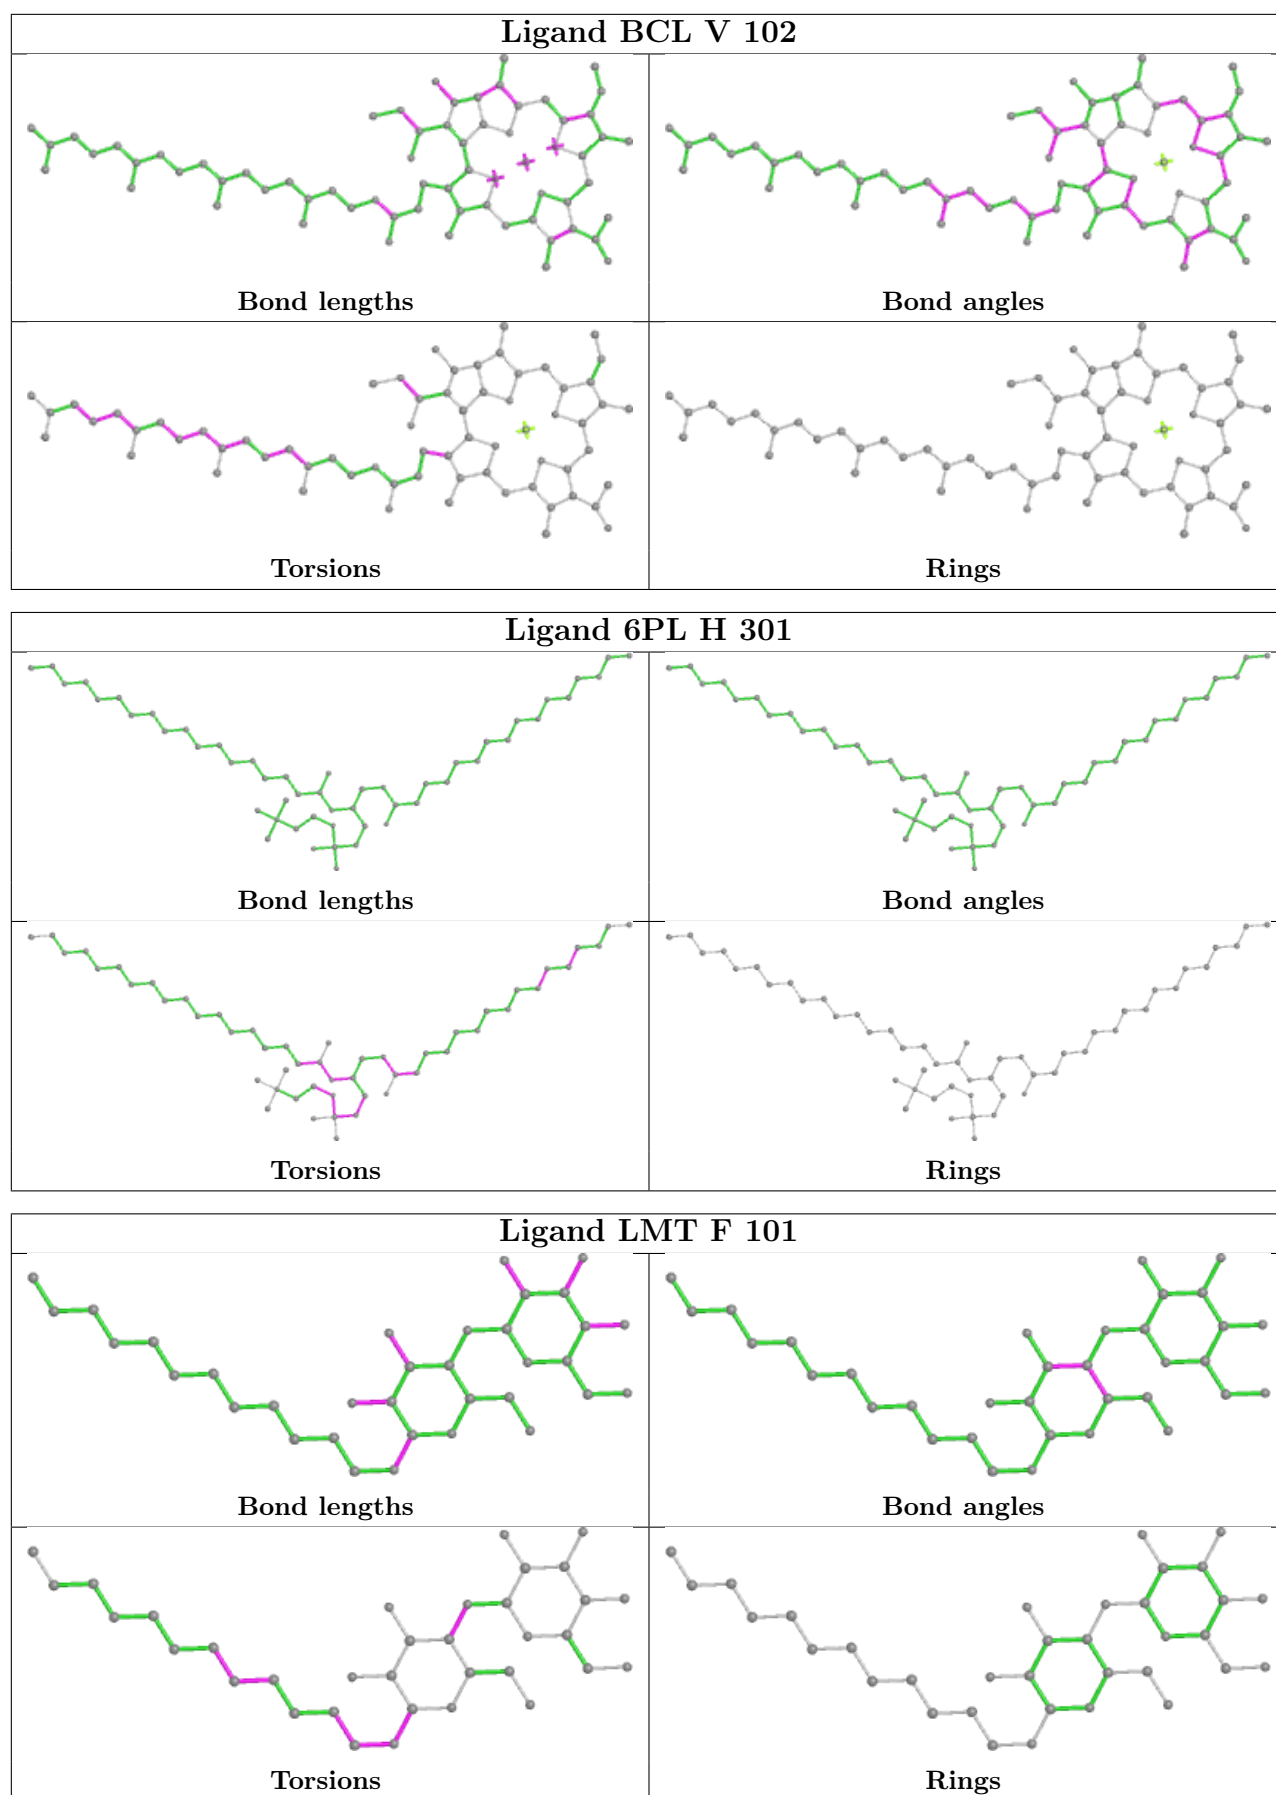 Ligand BCL V 102
Bond lengths
Bond angles
Torsions
Rings
Ligand 6PL H 301
Bond lengths
Bond angles
Torsions
Rings
Ligand LMT F 101
Bond lengths
Bond angles
Torsions
Rings